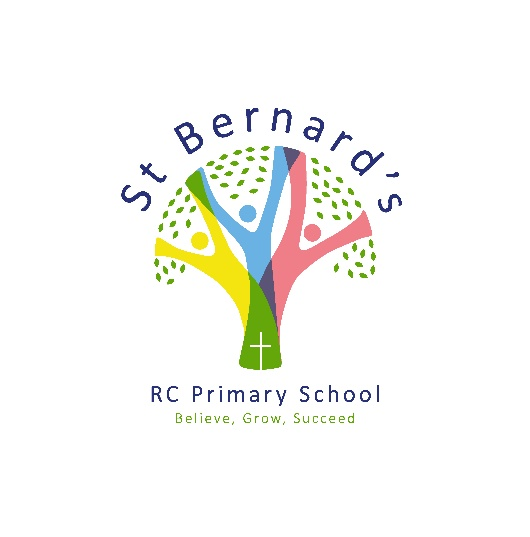 St Bernard's
RC Primary School
Believe, Grow, Succeed